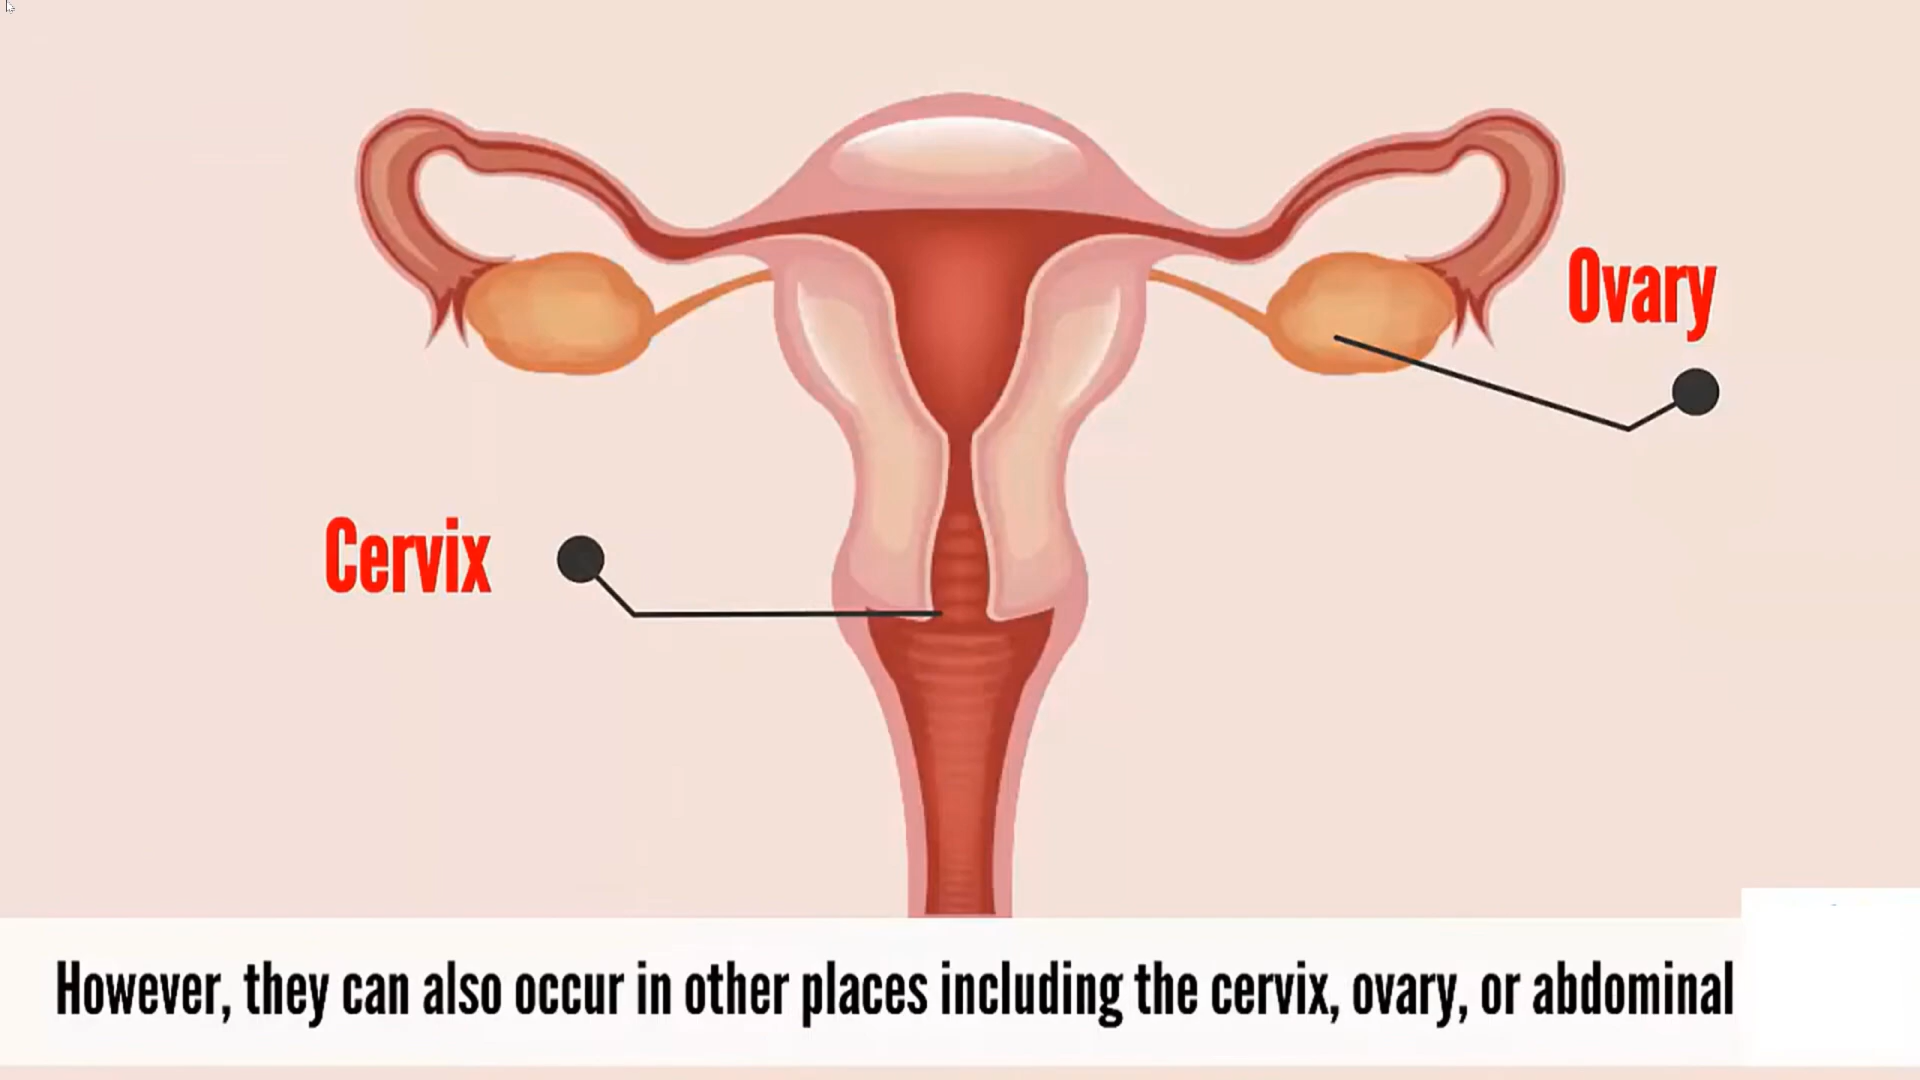 Ovary
Cervix
However, they can also occur in other places including the cervix, ovary, or abdominal